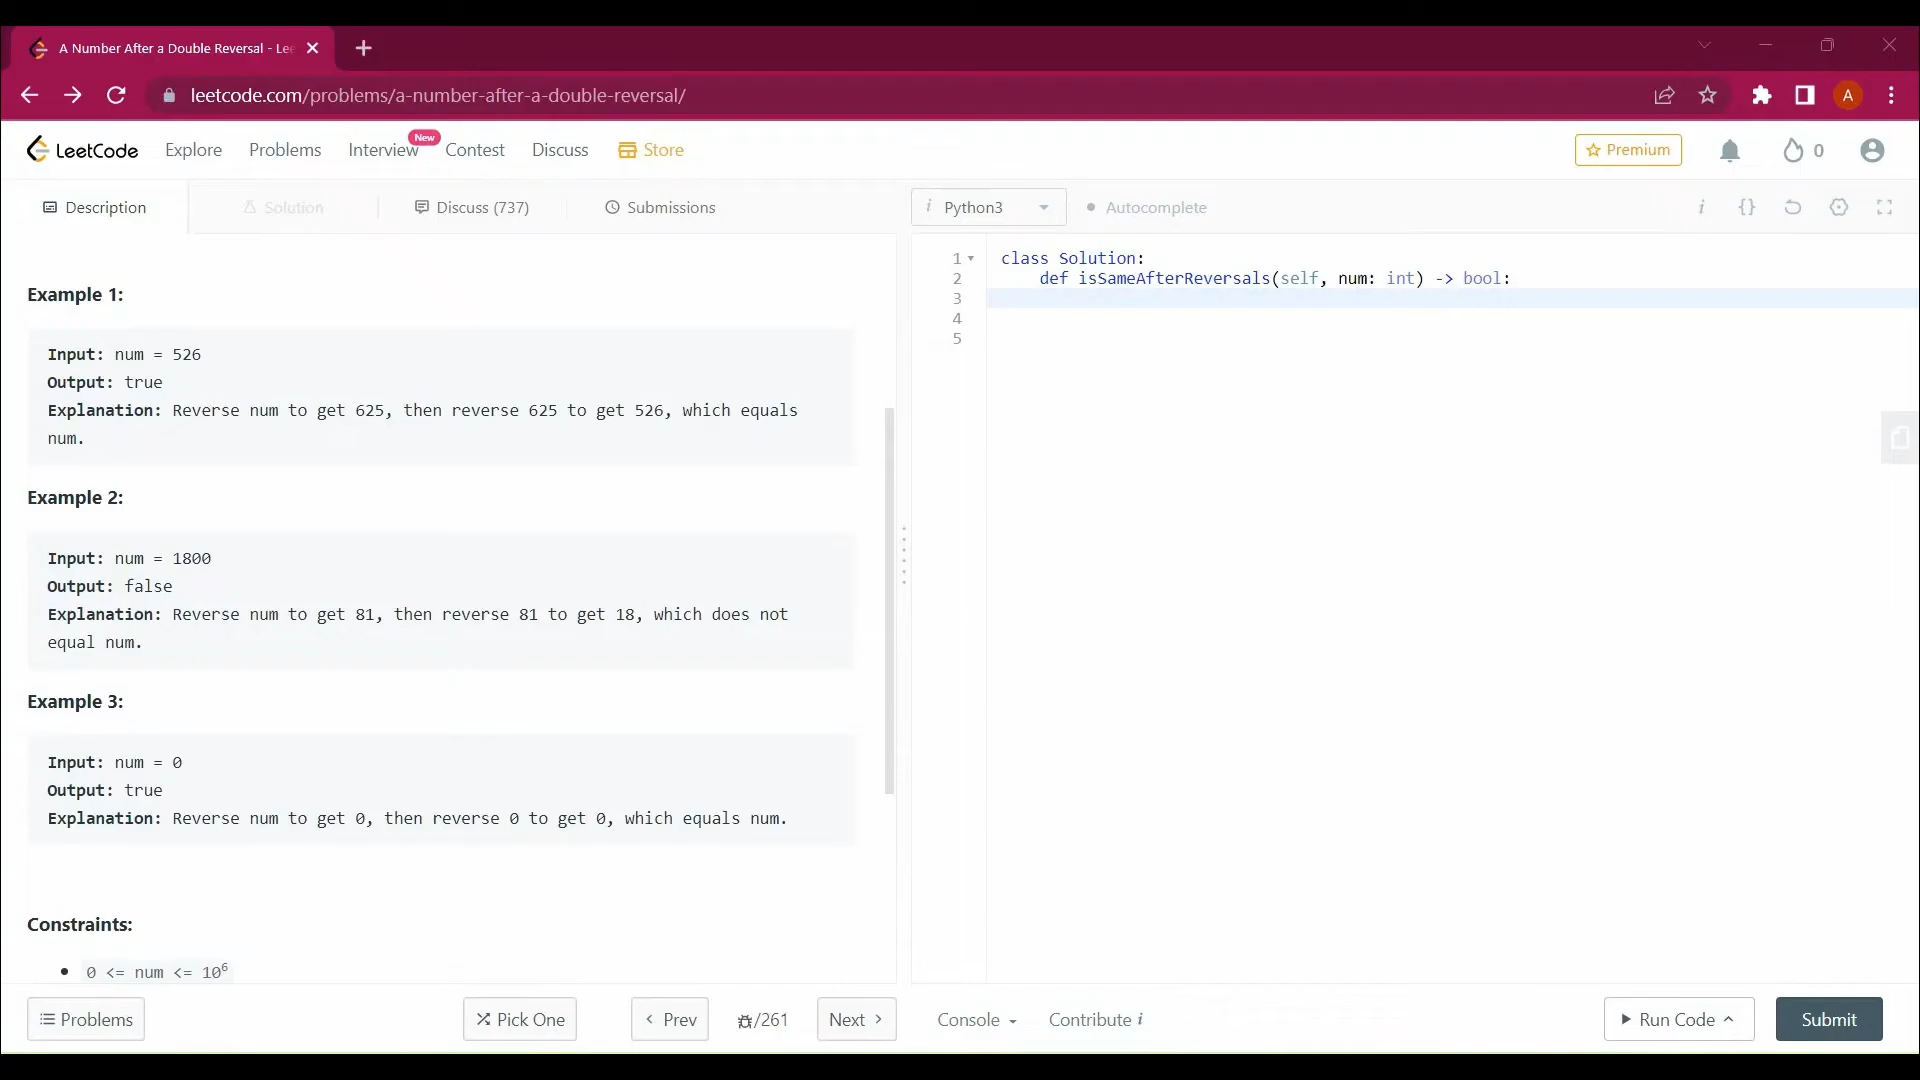 A Number After a Double Reversal - Lee
leetcode.com/problems/a-number-after-a-double-reversal/
A
LeetCode
Explore
Problems
Interview
New
Contest
Discuss
Store
Premium
0
Description
Solution
Discuss (737)
Submissions
i Python3
Autocomplete
i
{}
Example 1:
Input: num = 526
Output: true
Explanation: Reverse num to get 625, then reverse 625 to get 526, which equals
num.
Example 2:
Input: num = 1800
Output: false
Explanation: Reverse num to get 81, then reverse 81 to get 18, which does not
equal num.
Example 3:
Input: num = 0
Output: true
Explanation: Reverse num to get 0, then reverse 0 to get 0, which equals num.
Constraints:
0 <= num <= 10⁶
1 class Solution:
2 def isSameAfterReversals(self, num: int) -> bool:
3
4
5
Problems
Pick One
Prev
/261
Next
Console
Contribute i
Run Code
Submit